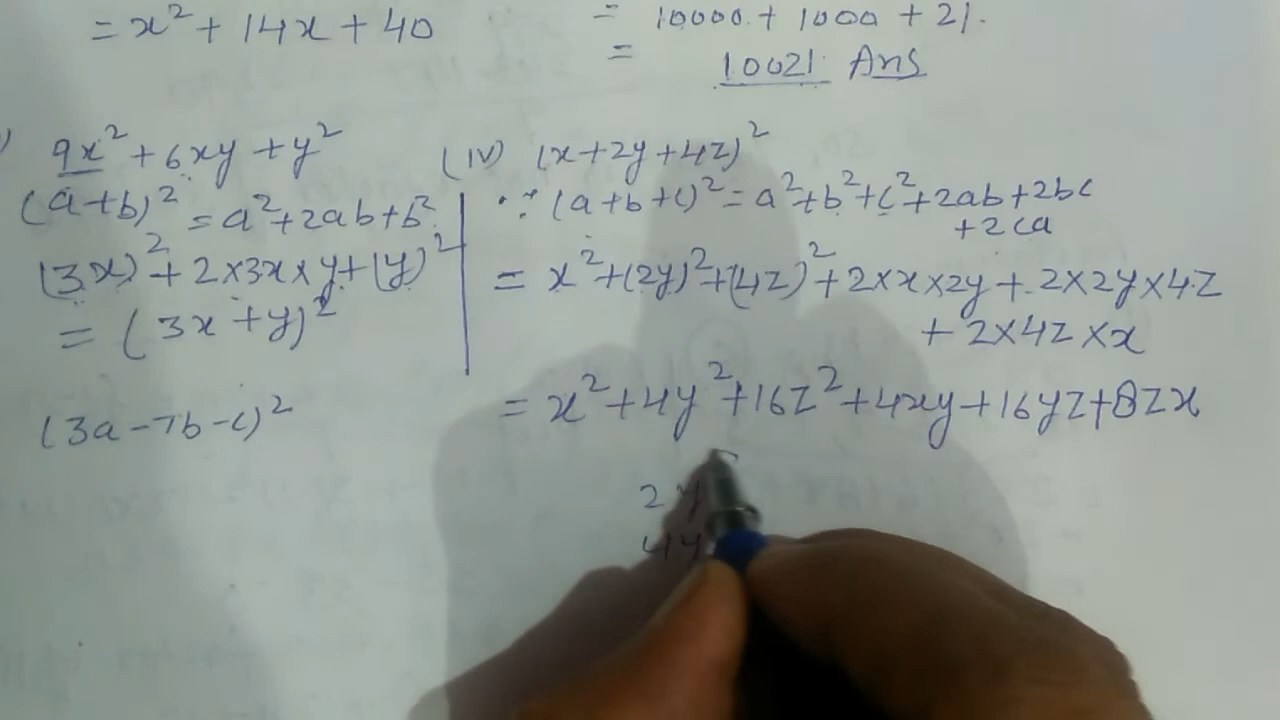 = x² + 14x + 40
= 10000 + 1000 + 21.
= 10021 Ans
) 9x² + 6xy + y²
(a+b)² = a² + 2ab + b²
(3x)² + 2×3x×y + (y)²
= (3x + y)²
(3a - 7b - c)²
(iv) (x + 2y + 4z)²
∵ (a + b + c)² = a² + b² + c² + 2ab + 2bc
+ 2ca
= x² + (2y)² + (4z)² + 2×x×2y + 2×2y×4z
+ 2×4z×x
= x² + 4y² + 16z² + 4xy + 16yz + 8zx
2y
4y